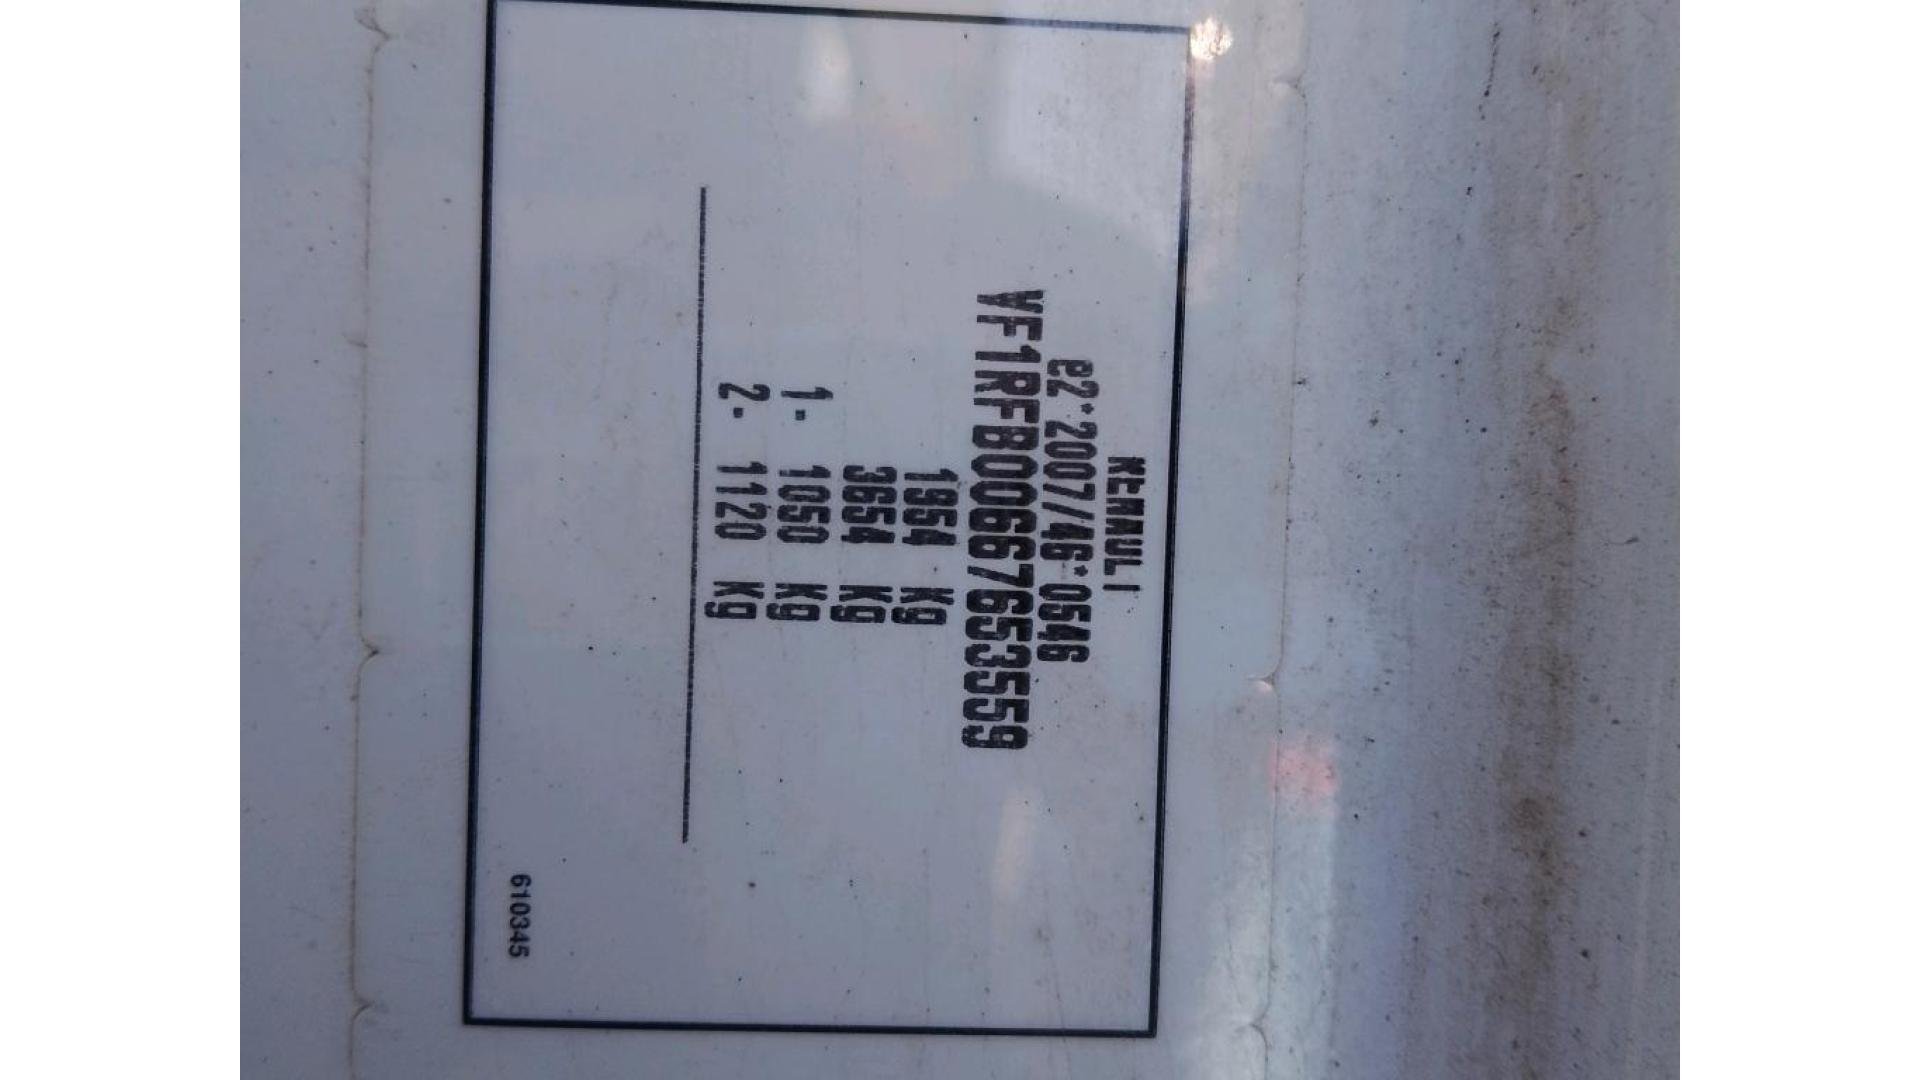 RENAULT
e2*2007/46*0546
VF1RFB00667653559
1954 Kg
3654 Kg
1- 1050 Kg
2- 1120 Kg
610345